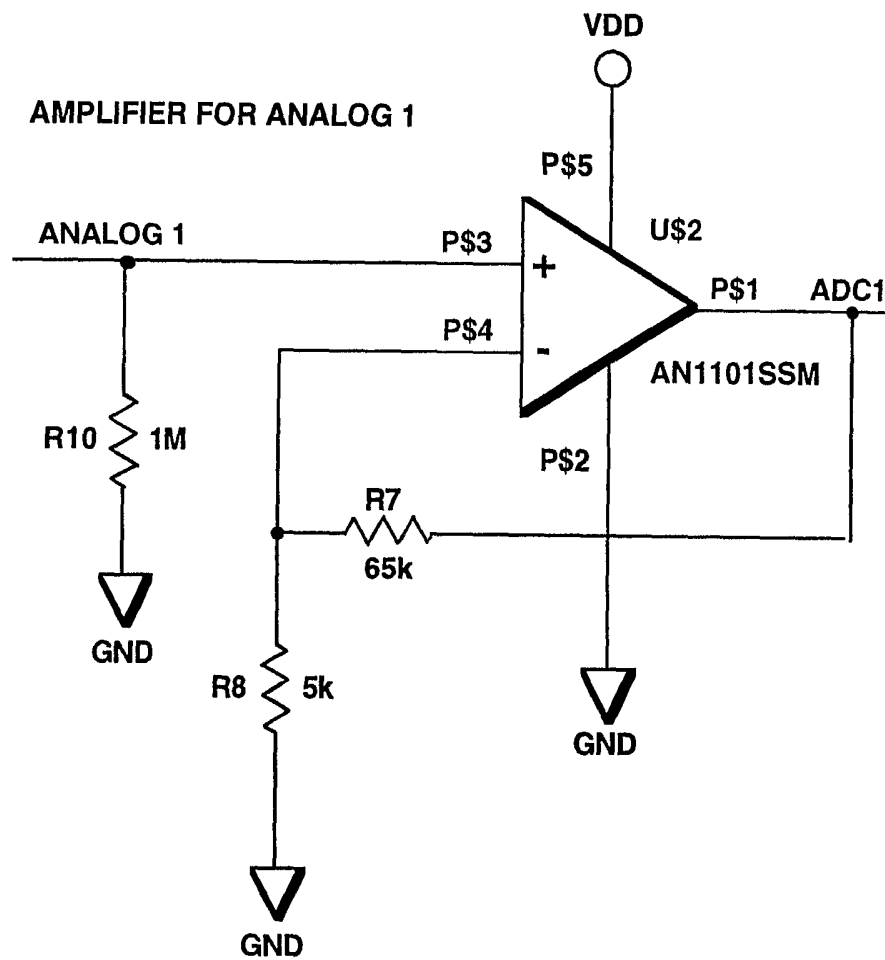 VDD
AMPLIFIER FOR ANALOG 1
P$5
ANALOG 1
P$3
U$2
+
P$1
ADC1
P$4
-
AN1101SSM
R10
1M
P$2
R7
65k
GND
R8
5k
GND
GND